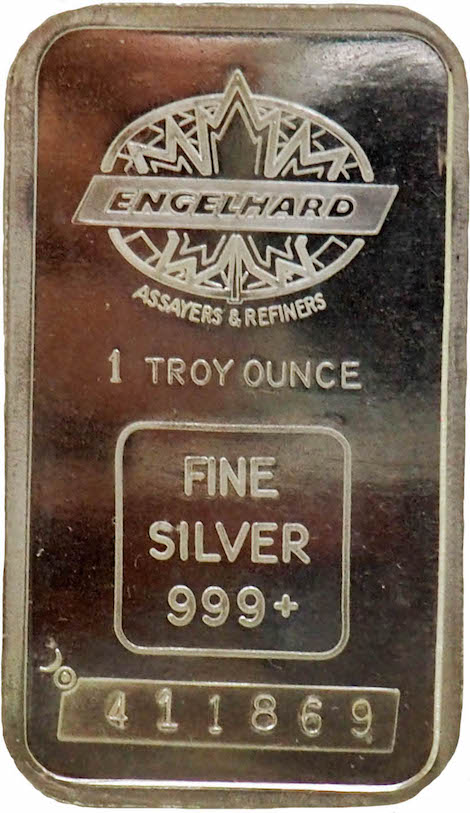 ENGELHARD
ASSAYERS & REFINERS
1 TROY OUNCE
FINE
SILVER
999+
411869